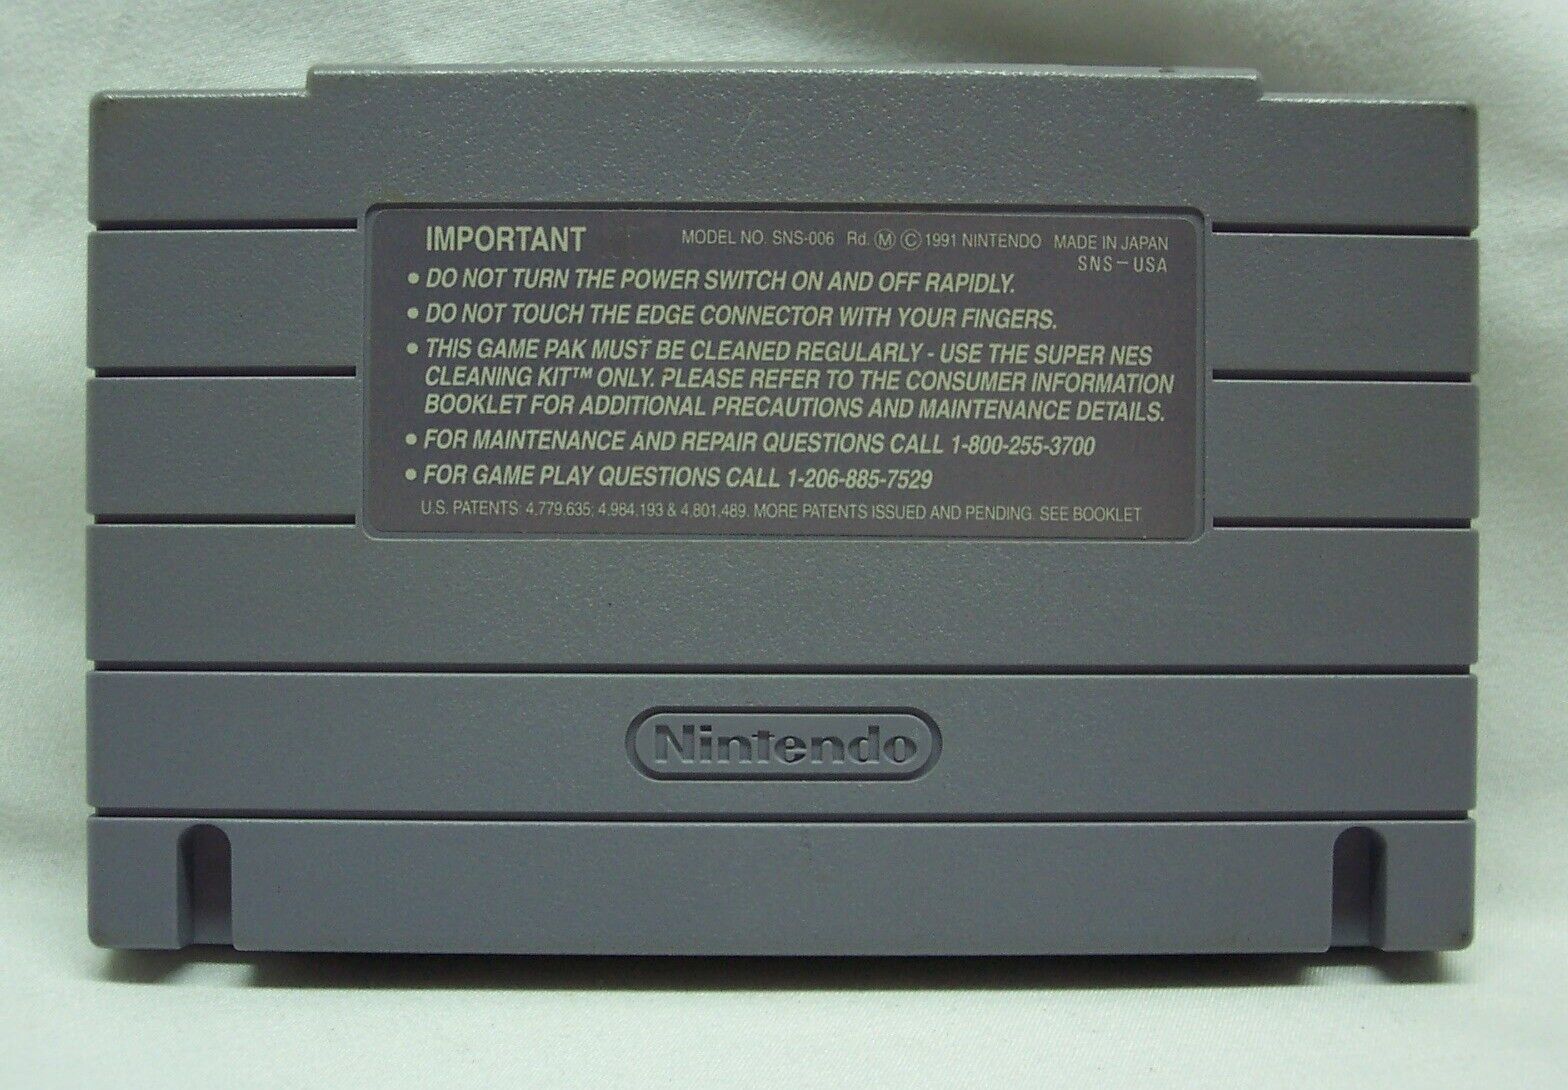 IMPORTANT MODEL NO. SNS-006 Rd. Ⓜ © 1991 NINTENDO MADE IN JAPAN
SNS-USA
• DO NOT TURN THE POWER SWITCH ON AND OFF RAPIDLY.
• DO NOT TOUCH THE EDGE CONNECTOR WITH YOUR FINGERS.
• THIS GAME PAK MUST BE CLEANED REGULARLY - USE THE SUPER NES
CLEANING KIT™ ONLY. PLEASE REFER TO THE CONSUMER INFORMATION
BOOKLET FOR ADDITIONAL PRECAUTIONS AND MAINTENANCE DETAILS.
• FOR MAINTENANCE AND REPAIR QUESTIONS CALL 1-800-255-3700
• FOR GAME PLAY QUESTIONS CALL 1-206-885-7529
U.S. PATENTS: 4,779,635; 4,984,193 & 4,801,489. MORE PATENTS ISSUED AND PENDING. SEE BOOKLET
Nintendo